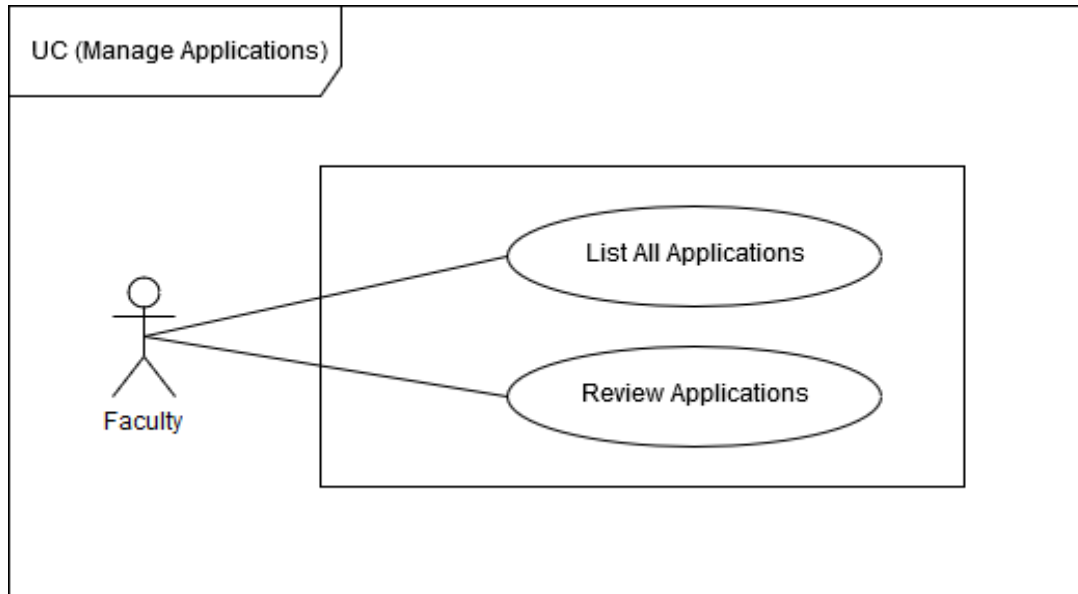 UC (Manage Applications)
List All Applications
Review Applications
Faculty